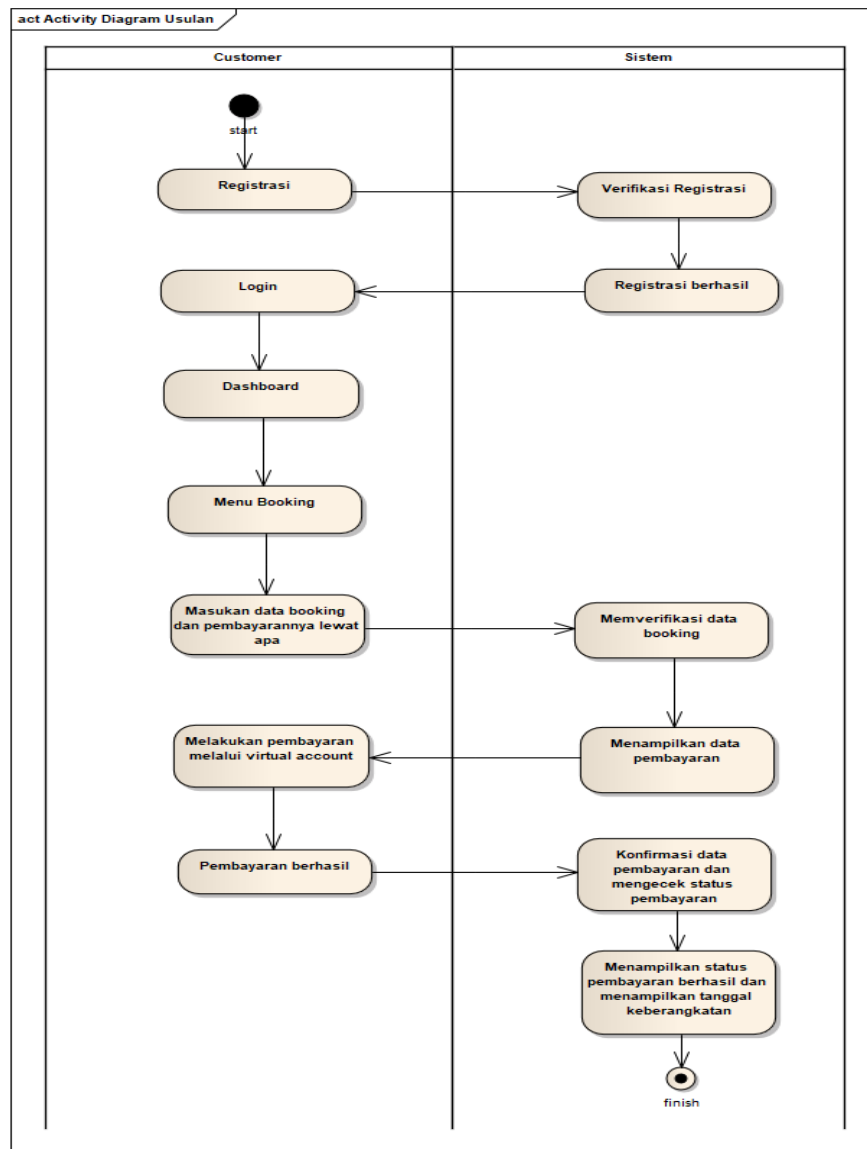 act Activity Diagram Usulan
Customer
Sistem
start
Registrasi
Verifikasi Registrasi
Login
Registrasi berhasil
Dashboard
Menu Booking
Masukan data booking
dan pembayarannya lewat
apa
Memverifikasi data
booking
Melakukan pembayaran
melalui virtual account
Menampilkan data
pembayaran
Pembayaran berhasil
Konfirmasi data
pembayaran dan
mengecek status
pembayaran
Menampilkan status
pembayaran berhasil dan
menampilkan tanggal
keberangkatan
finish